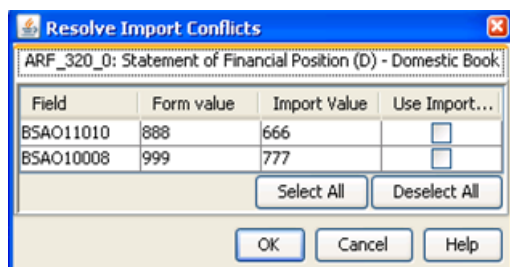 Resolve Import Conflicts
ARF_320_0: Statement of Financial Position (D) - Domestic Book
Field Form value Import Value Use Import...
BSAO11010 888 666
BSAO10008 999 777
Select All Deselect All
OK Cancel Help